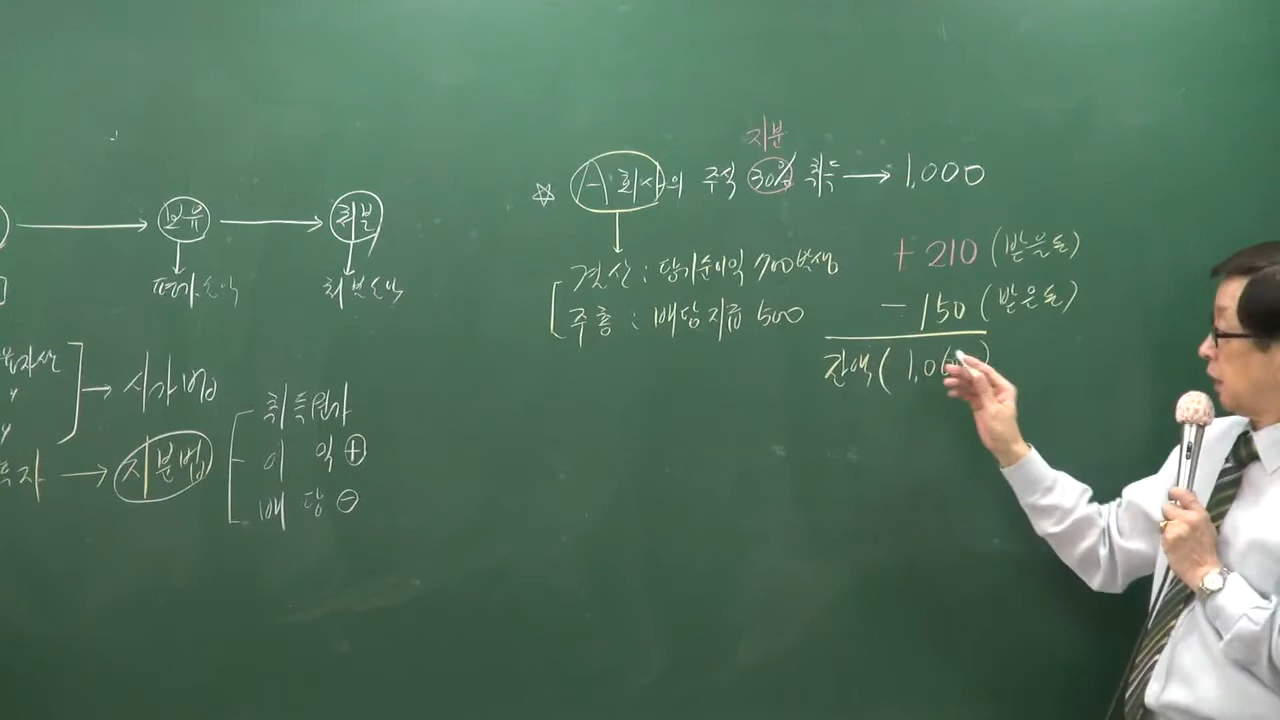 보유 → 처분
평가손익
처분손익
→ 시가법
투자 → 지분법
취득원가
이 익 ⊕
배 당 ⊖
지분
☆ A회사의 주식 30% 취득 → 1,000
결산 : 당기순이익 700발생
+ 210 (받을돈)
주총 : 배당지급 500
- 150 (받은돈)
잔액( 1,060 )